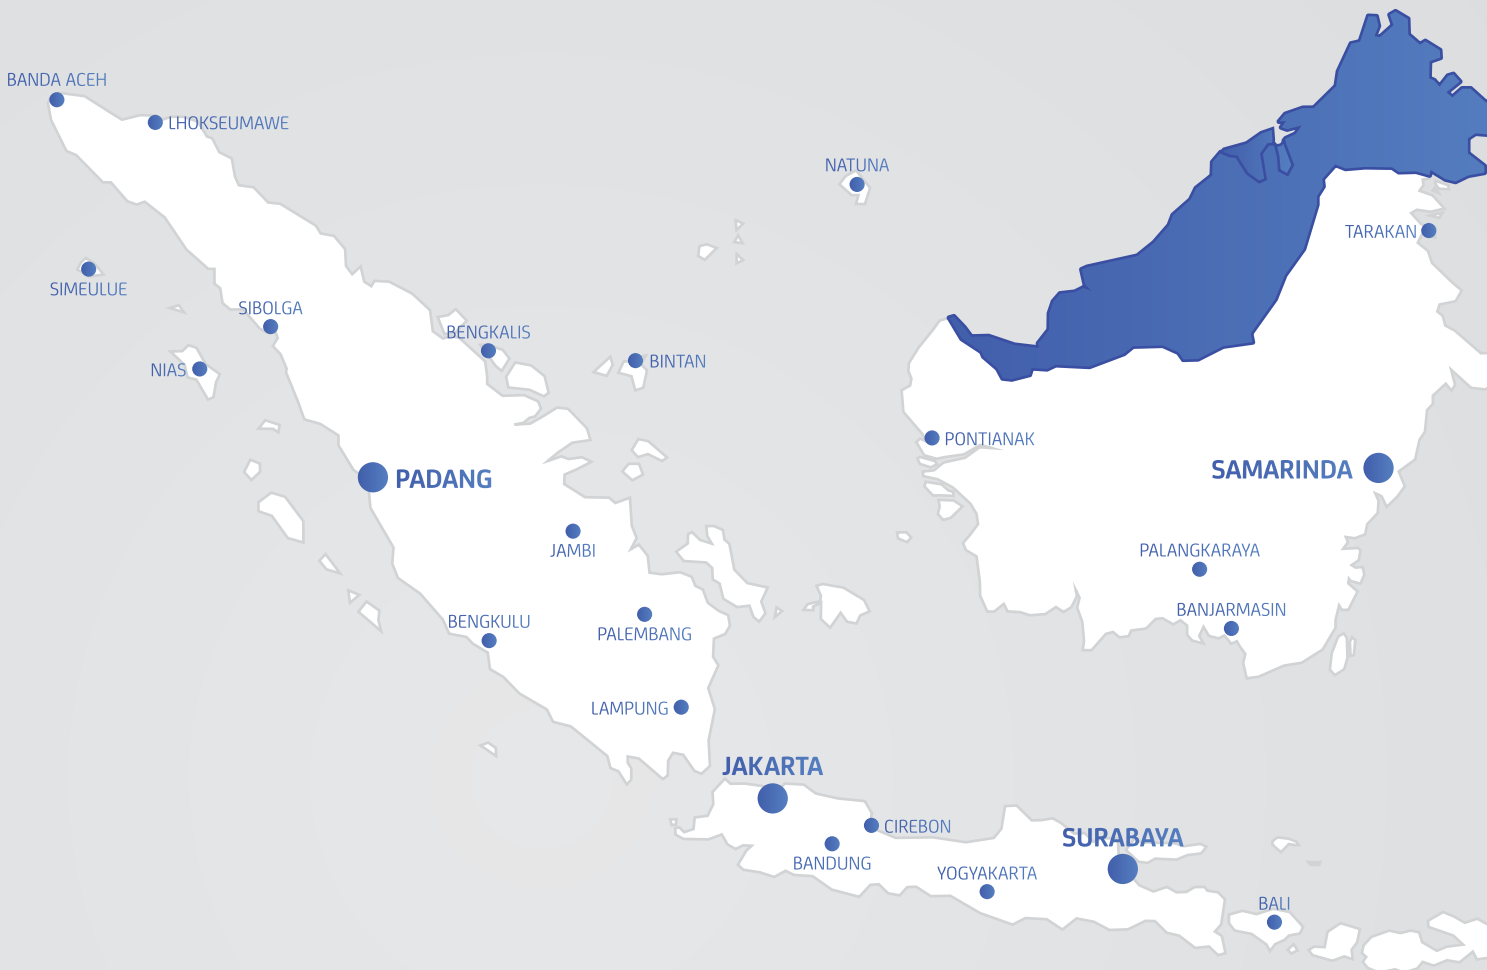 BANDA ACEH
LHOKSEUMAWE
NATUNA
TARAKAN
SIMEULUE
SIBOLGA
BENGKALIS
NIAS
BINTAN
PONTIANAK
SAMARINDA
PADANG
JAMBI
PALANGKARAYA
BANJARMASIN
BENGKULU
PALEMBANG
LAMPUNG
JAKARTA
CIREBON
SURABAYA
BANDUNG
YOGYAKARTA
BALI